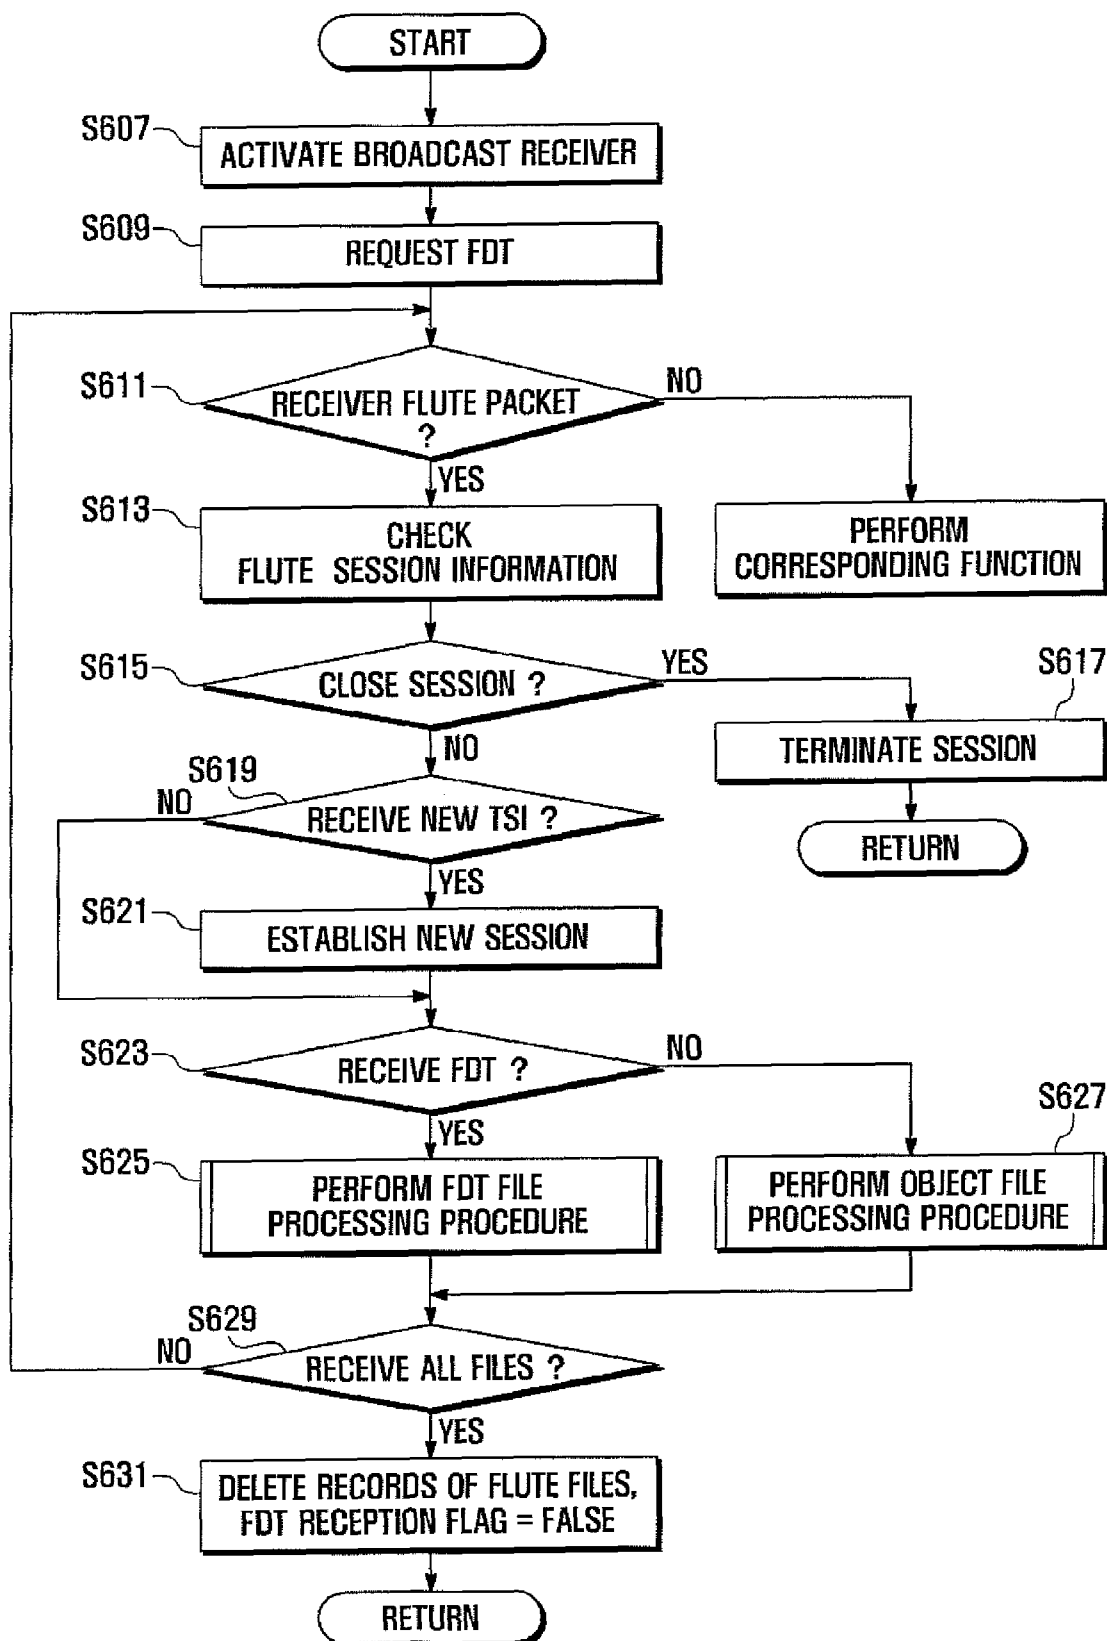 START
S607
ACTIVATE BROADCAST RECEIVER
S609
REQUEST FDT
S611
RECEIVER FLUTE PACKET
?
NO
YES
S613
CHECK
FLUTE SESSION INFORMATION
PERFORM
CORRESPONDING FUNCTION
S615
CLOSE SESSION ?
YES
NO
S617
TERMINATE SESSION
RETURN
S619
NO
RECEIVE NEW TSI ?
YES
S621
ESTABLISH NEW SESSION
S623
RECEIVE FDT ?
NO
YES
S625
PERFORM FDT FILE
PROCESSING PROCEDURE
S627
PERFORM OBJECT FILE
PROCESSING PROCEDURE
S629
NO
RECEIVE ALL FILES ?
YES
S631
DELETE RECORDS OF FLUTE FILES,
FDT RECEPTION FLAG = FALSE
RETURN